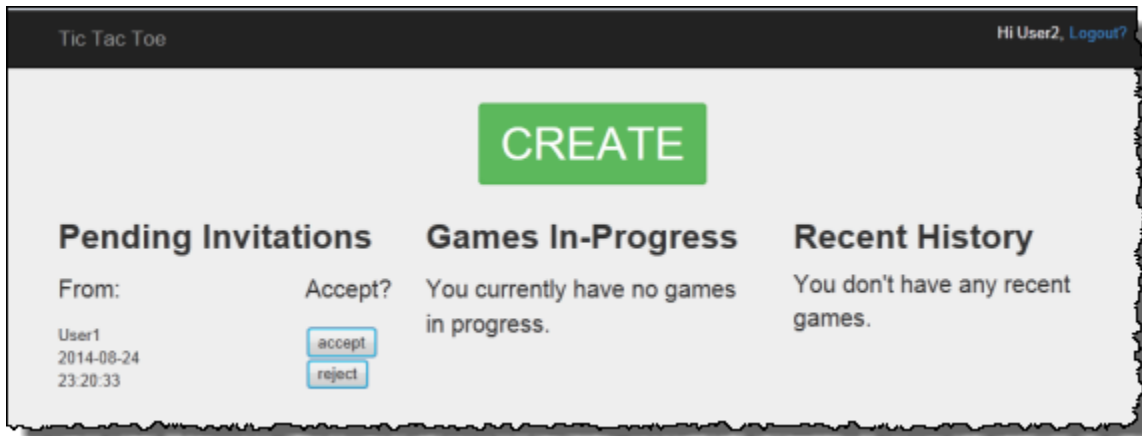 Tic Tac Toe
Hi User2, Logout?
CREATE
Pending Invitations
From:
Accept?
User1
2014-08-24
23:20:33
accept
reject
Games In-Progress
You currently have no games
in progress.
Recent History
You don't have any recent
games.